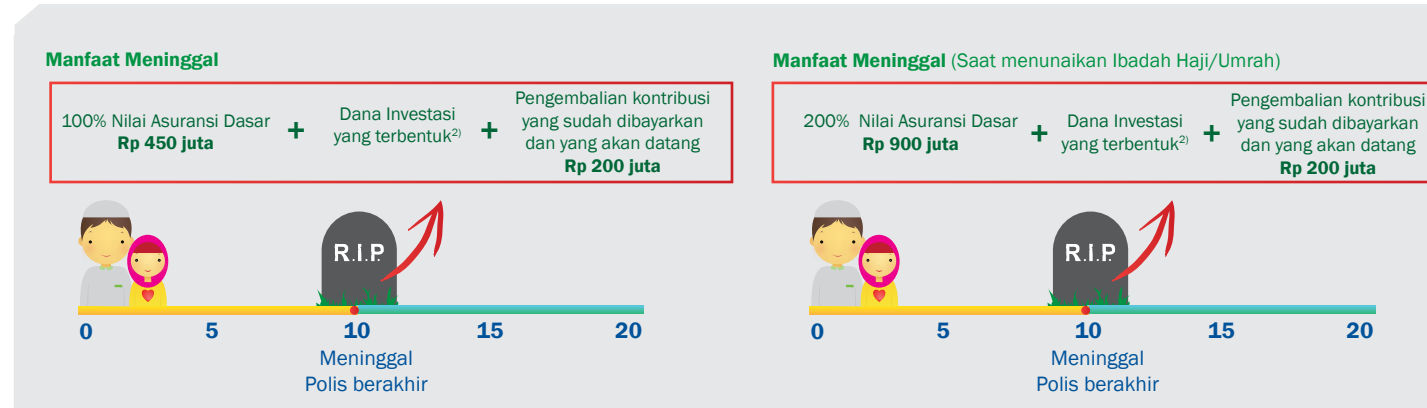 Manfaat Meninggal
100% Nilai Asuransi Dasar
Rp 450 juta
+
Dana Investasi
yang terbentuk2)
+
Pengembalian kontribusi
yang sudah dibayarkan
dan yang akan datang
Rp 200 juta
R.I.P.
0 5 10 15 20
Meninggal
Polis berakhir
Manfaat Meninggal (Saat menunaikan Ibadah Haji/Umrah)
200% Nilai Asuransi Dasar
Rp 900 juta
+
Dana Investasi
yang terbentuk2)
+
Pengembalian kontribusi
yang sudah dibayarkan
dan yang akan datang
Rp 200 juta
R.I.P.
0 5 10 15 20
Meninggal
Polis berakhir